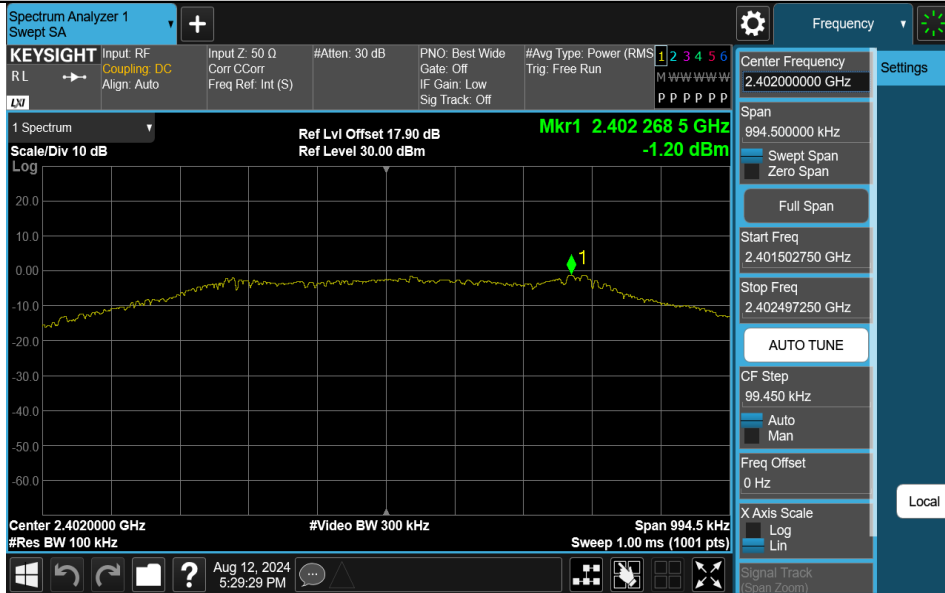 Spectrum Analyzer 1
Swept SA
+
Frequency
KEYSIGHT
R L
LXI
Input: RF
Coupling: DC
Align: Auto
Input Z: 50 Ω
Corr CCorr
Freq Ref: Int (S)
#Atten: 30 dB
PNO: Best Wide
Gate: Off
IF Gain: Low
Sig Track: Off
#Avg Type: Power (RMS
Trig: Free Run
1 2 3 4 5 6
M W W W W W
P P P P P P
1 Spectrum
Scale/Div 10 dB
Log
Ref Lvl Offset 17.90 dB
Ref Level 30.00 dBm
Mkr1 2.402 268 5 GHz
-1.20 dBm
20.0
10.0
0.00
-10.0
-20.0
-30.0
-40.0
-50.0
-60.0
1
Center 2.4020000 GHz
#Res BW 100 kHz
#Video BW 300 kHz
Span 994.5 kHz
Sweep 1.00 ms (1001 pts)
?
Aug 12, 2024
5:29:29 PM
Center Frequency
2.402000000 GHz
Span
994.500000 kHz
Swept Span
Zero Span
Full Span
Start Freq
2.401502750 GHz
Stop Freq
2.402497250 GHz
AUTO TUNE
CF Step
99.450 kHz
Auto
Man
Freq Offset
0 Hz
X Axis Scale
Log
Lin
Signal Track
(Span Zoom)
Settings
Local